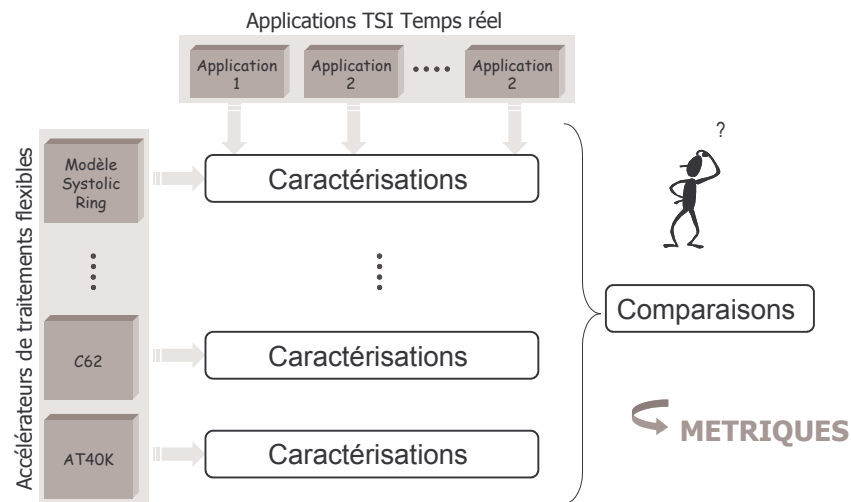 Applications TSI Temps réel
Application
1
Application
2
Application
2
Accélérateurs de traitements flexibles
Modèle
Systolic
Ring
Caractérisations
?
Comparaisons
C62
Caractérisations
METRIQUES
AT40K
Caractérisations